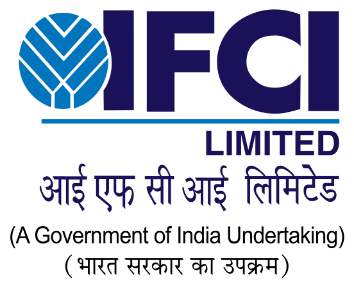 IFCI
LIMITED
आई एफ सी आई लिमिटेड
(A Government of India Undertaking)
(भारत सरकार का उपक्रम)